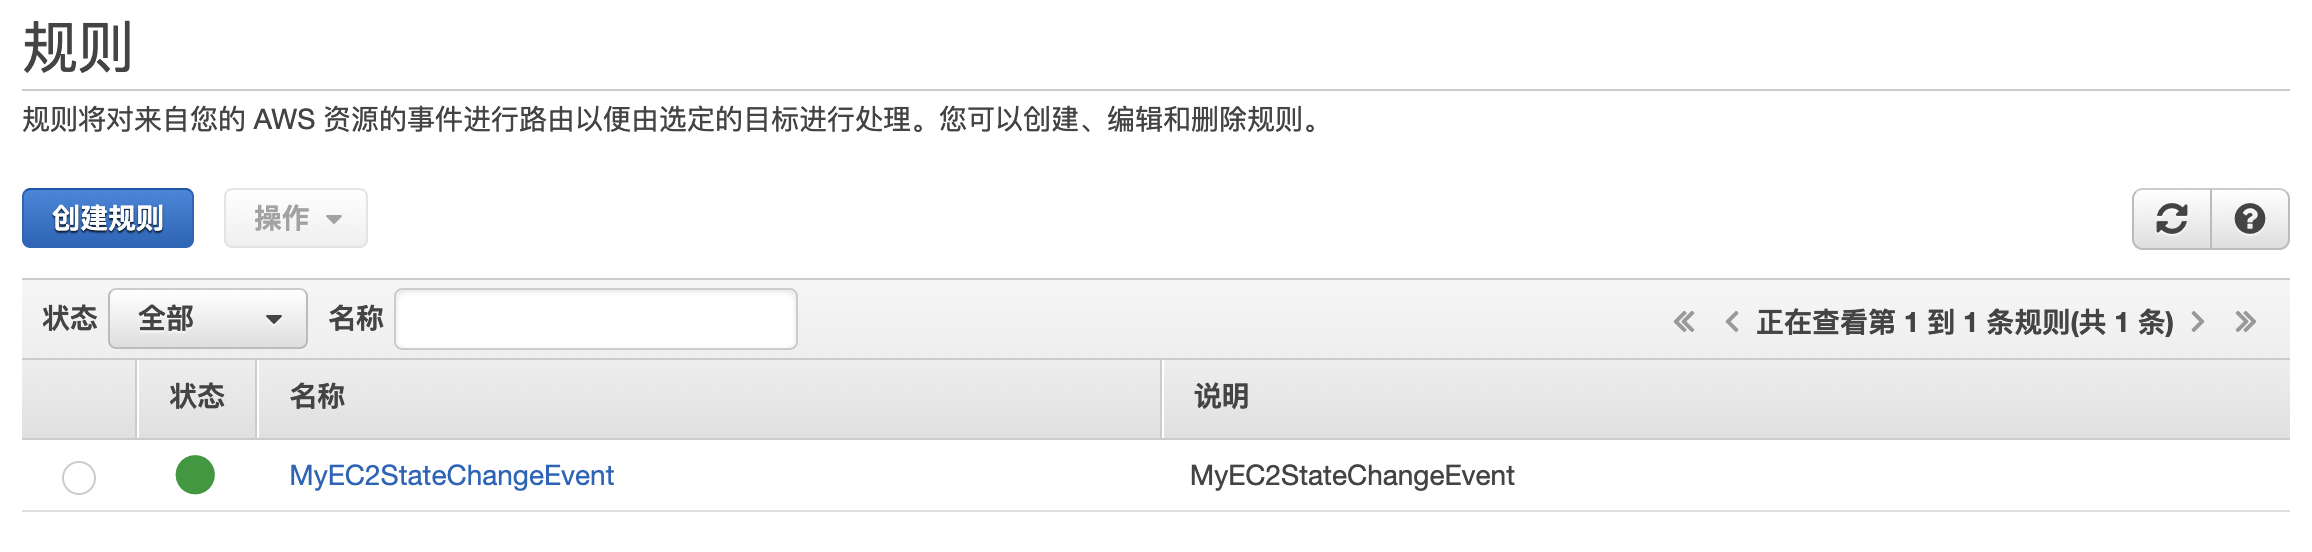 规则
规则将对来自您的 AWS 资源的事件进行路由以便由选定的目标进行处理。您可以创建、编辑和删除规则。
创建规则 操作
状态 全部 名称 正在查看第 1 到 1 条规则(共 1 条)
状态 名称 说明
MyEC2StateChangeEvent MyEC2StateChangeEvent